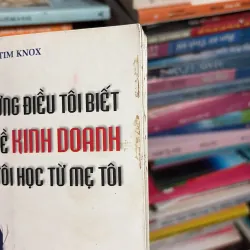 TIM KNOX
ỮNG ĐIỀU TÔI BIẾT
Ề KINH DOANH
ÔI HỌC TỪ MẸ TÔI